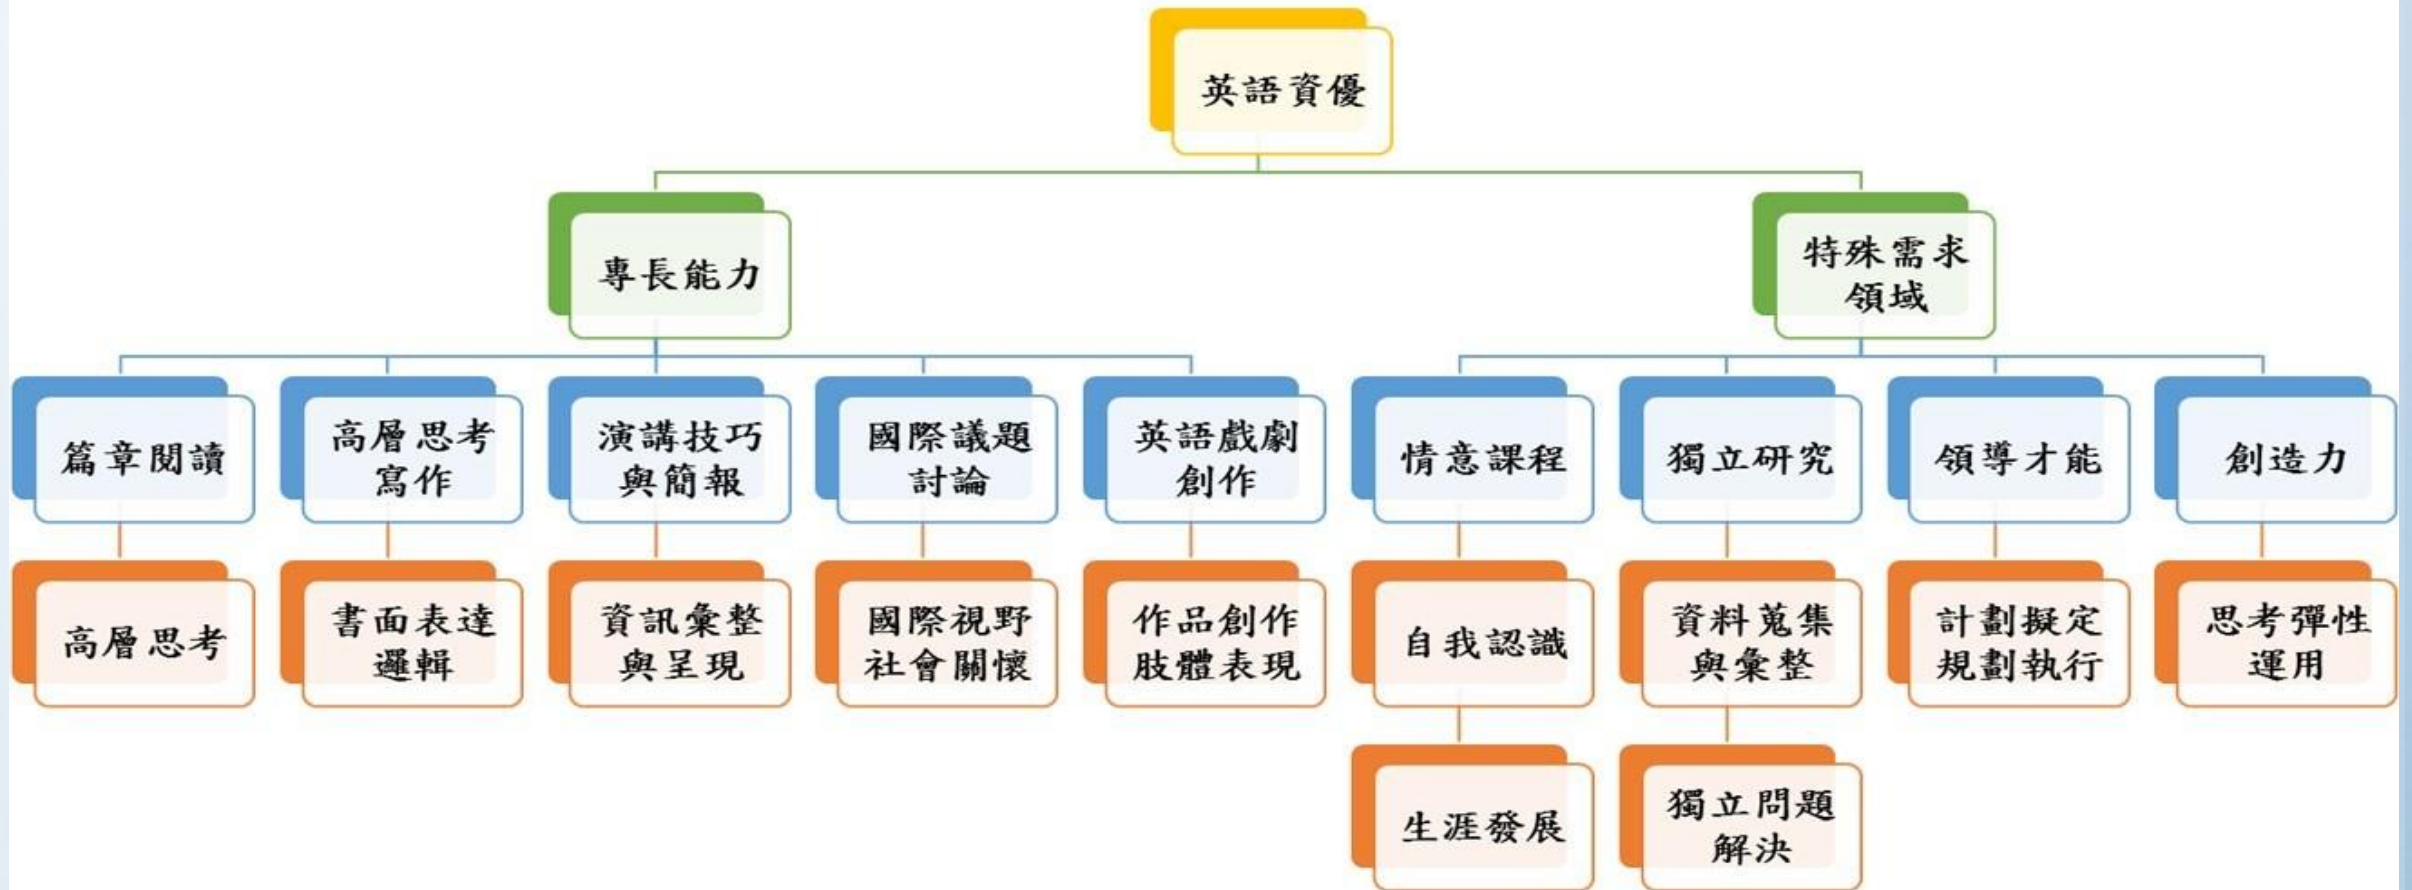 英語資優
專長能力
特殊需求
領域
篇章閱讀
高層思考
寫作
演講技巧
與簡報
國際議題
討論
英語戲劇
創作
情意課程
獨立研究
領導才能
創造力
高層思考
書面表達
邏輯
資訊彙整
與呈現
國際視野
社會關懷
作品創作
肢體表現
自我認識
資料蒐集
與彙整
計劃擬定
規劃執行
思考彈性
運用
生涯發展
獨立問題
解決